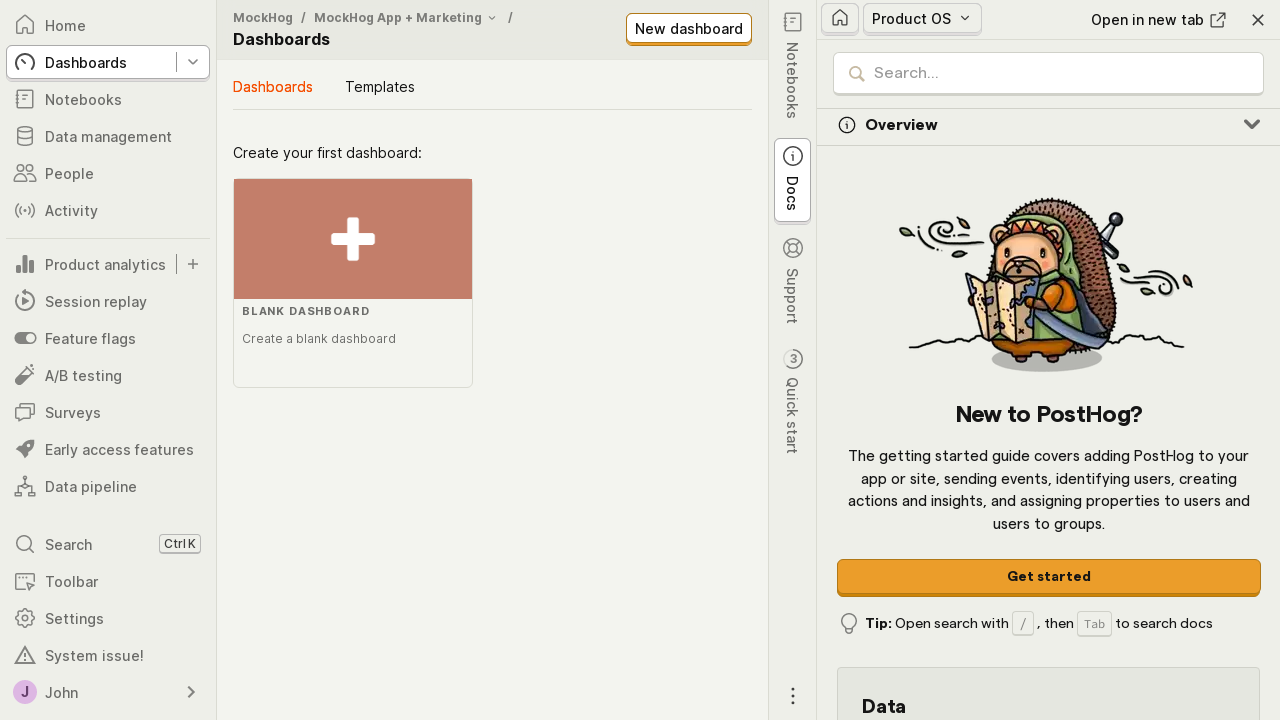 Home
Dashboards
Notebooks
Data management
People
Activity
Product analytics
Session replay
Feature flags
A/B testing
Surveys
Early access features
Data pipeline
Search
Ctrl K
Toolbar
Settings
System issue!
J
John
MockHog / MockHog App + Marketing /
Dashboards
New dashboard
Dashboards
Templates
Create your first dashboard:
BLANK DASHBOARD
Create a blank dashboard
Notebooks
Docs
Support
3
Quick start
Product OS
Open in new tab
Search...
Overview
New to PostHog?
The getting started guide covers adding PostHog to your
app or site, sending events, identifying users, creating
actions and insights, and assigning properties to users and
users to groups.
Get started
Tip: Open search with / , then Tab to search docs
Data